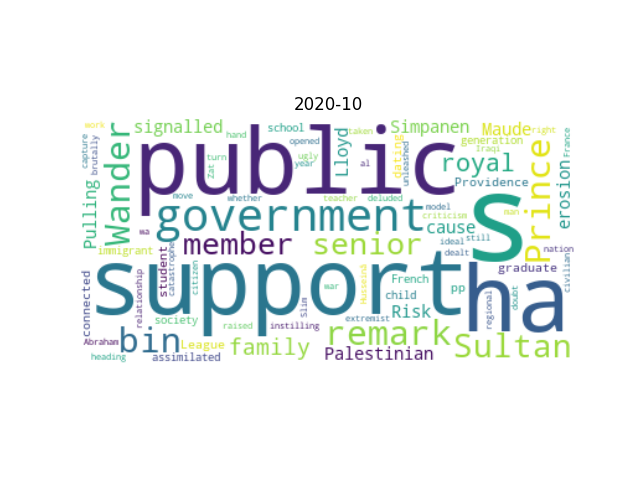 2020-10
work
signalled
hand
school
opened
taken
al
Simpanen
Maude
right
capture
brutally
Wander
public
Lloyd
dating
unleashed
generation
Iraqi
France
turn
Zat
ugly
year
royal
Prince
erosion
Pulling
move
whether
teacher
deluded
Providence
s
government
model
criticism
man
wa
cause
ideal
still
dealt
immigrant
member
senior
nation
student
catastrophe
citizen
support
ha
graduate
civilian
connected
relationship
war
Slim
French
child
pp
regional
doubt
society
raised
instilling
extremist
Risk
Abraham
bin
League
family
remark
Sultan
heading
assimilated
Palestinian